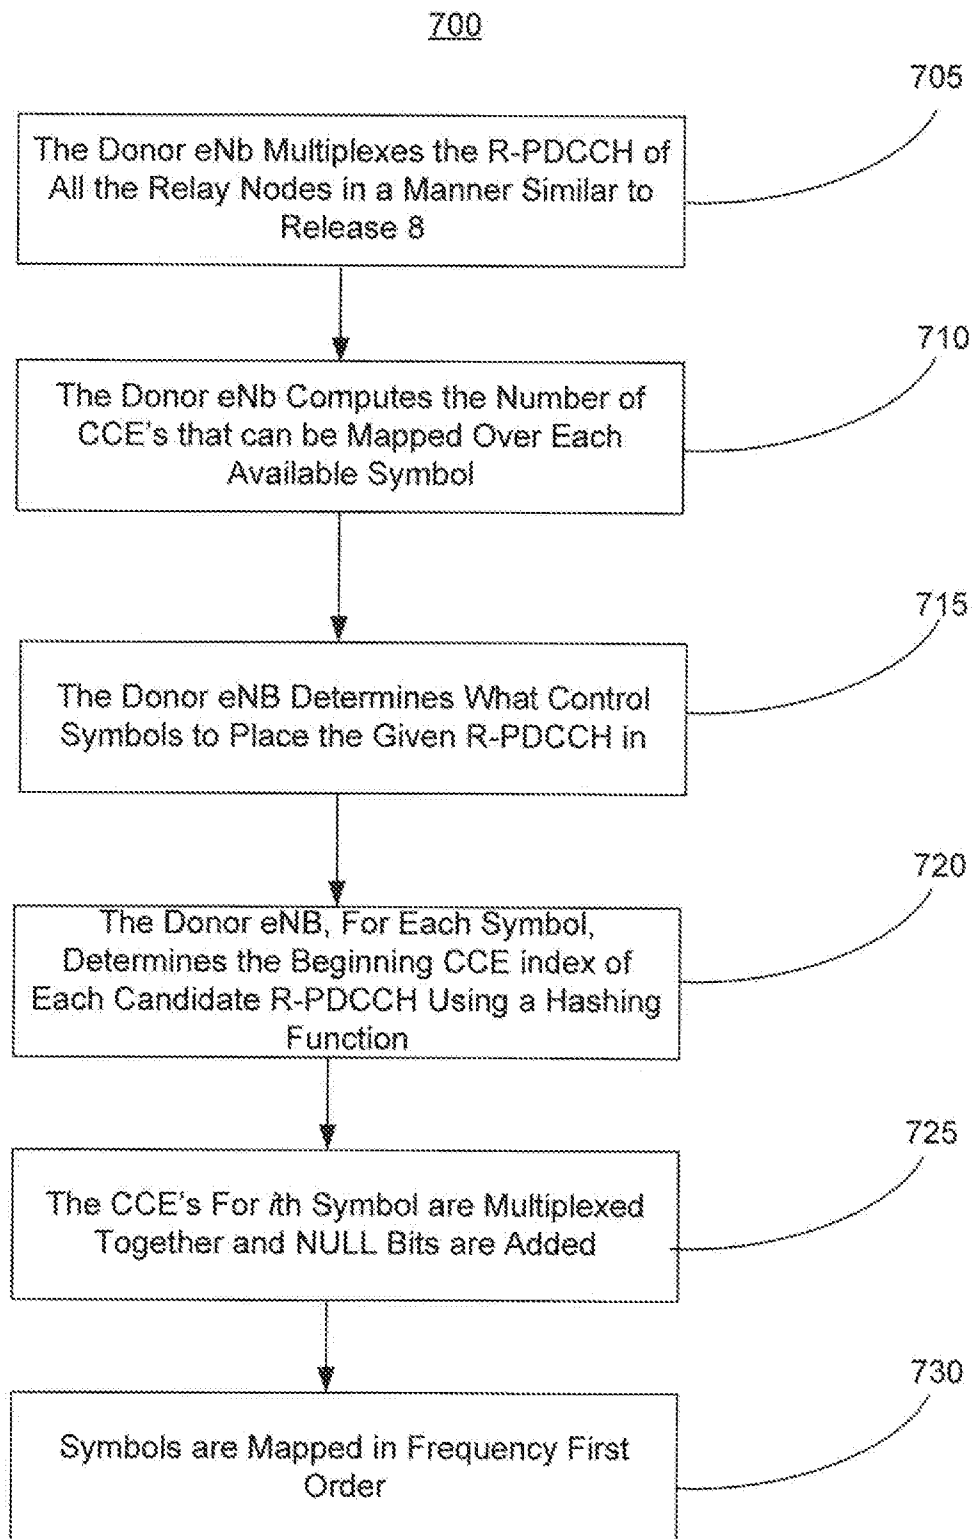 700
705
The Donor eNb Multiplexes the R-PDCCH of
All the Relay Nodes in a Manner Similar to
Release 8
710
The Donor eNb Computes the Number of
CCE's that can be Mapped Over Each
Available Symbol
715
The Donor eNB Determines What Control
Symbols to Place the Given R-PDCCH in
720
The Donor eNB, For Each Symbol,
Determines the Beginning CCE index of
Each Candidate R-PDCCH Using a Hashing
Function
725
The CCE's For ith Symbol are Multiplexed
Together and NULL Bits are Added
730
Symbols are Mapped in Frequency First
Order